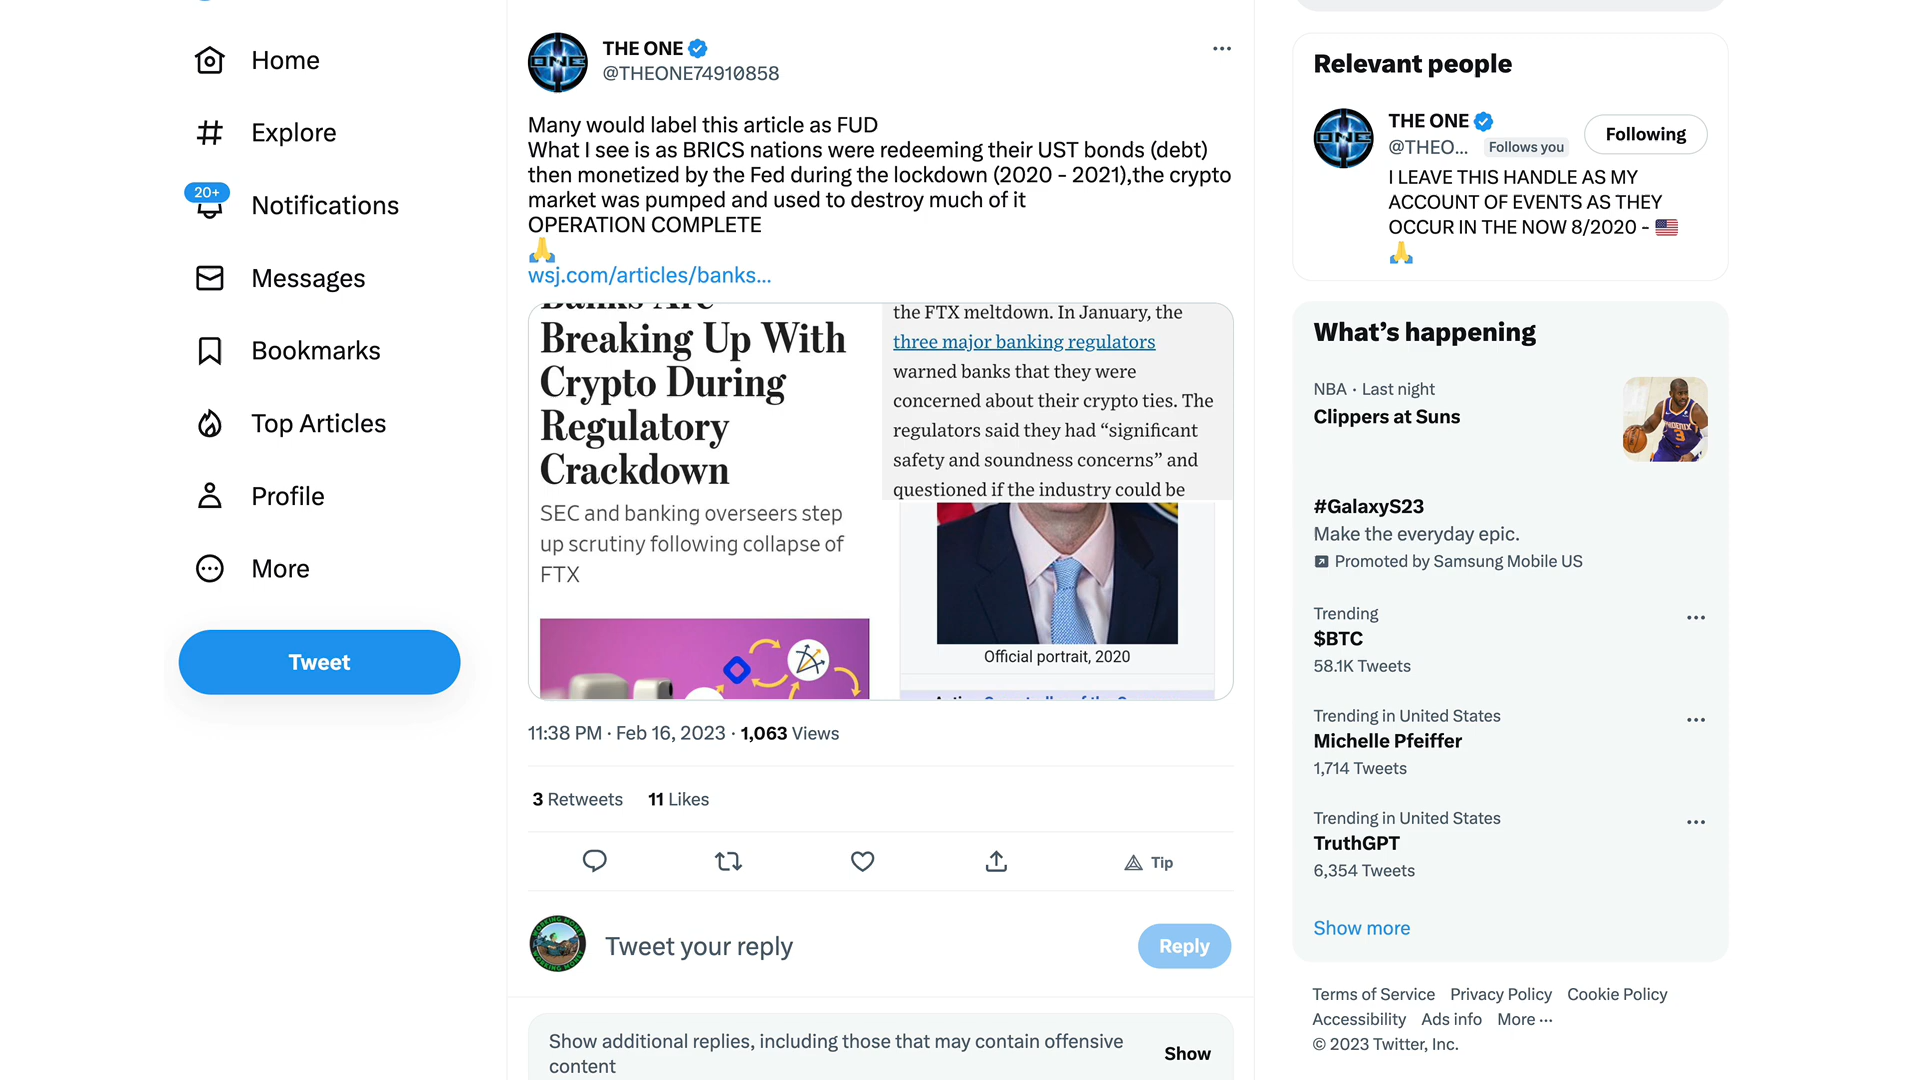 Home
Explore
20+
Notifications
Messages
Bookmarks
Top Articles
Profile
More
Tweet
ONE
THE ONE
@THEONE74910858
Many would label this article as FUD
What I see is as BRICS nations were redeeming their UST bonds (debt)
then monetized by the Fed during the lockdown (2020 - 2021),the crypto
market was pumped and used to destroy much of it
OPERATION COMPLETE
wsj.com/articles/banks...
Banks Are
Breaking Up With
Crypto During
Regulatory
Crackdown
SEC and banking overseers step
up scrutiny following collapse of
FTX
the FTX meltdown. In January, the
three major banking regulators
warned banks that they were
concerned about their crypto ties. The
regulators said they had “significant
safety and soundness concerns” and
questioned if the industry could be
Official portrait, 2020
11:38 PM · Feb 16, 2023 · 1,063 Views
3 Retweets 11 Likes
Tip
Tweet your reply
Reply
Show additional replies, including those that may contain offensive
content
Show
Relevant people
ONE
THE ONE
@THEO... Follows you
Following
I LEAVE THIS HANDLE AS MY
ACCOUNT OF EVENTS AS THEY
OCCUR IN THE NOW 8/2020 -
What’s happening
NBA · Last night
Clippers at Suns
PHOENIX
3
#GalaxyS23
Make the everyday epic.
Promoted by Samsung Mobile US
Trending
$BTC
58.1K Tweets
Trending in United States
Michelle Pfeiffer
1,714 Tweets
Trending in United States
TruthGPT
6,354 Tweets
Show more
Terms of Service Privacy Policy Cookie Policy
Accessibility Ads info More ···
© 2023 Twitter, Inc.